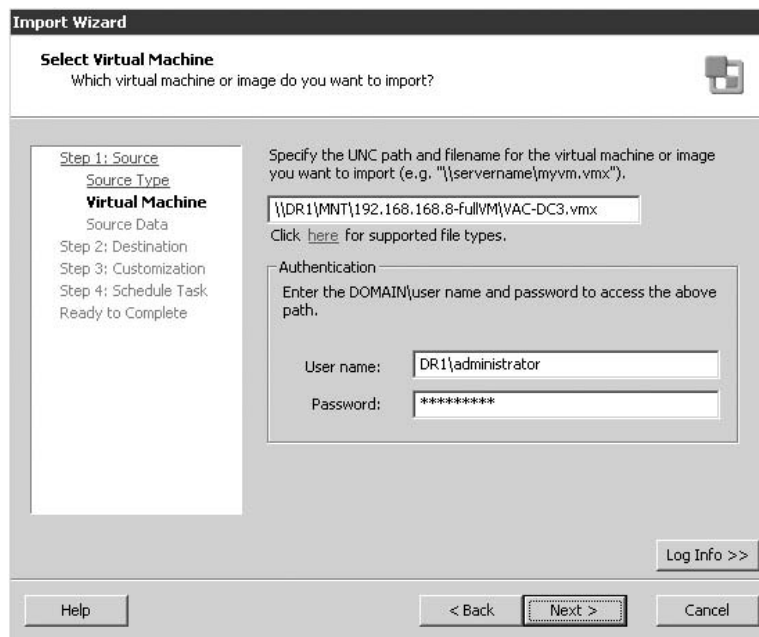 Import Wizard
Select Virtual Machine
Which virtual machine or image do you want to import?
Step 1: Source
Source Type
Virtual Machine
Source Data
Step 2: Destination
Step 3: Customization
Step 4: Schedule Task
Ready to Complete
Specify the UNC path and filename for the virtual machine or image
you want to import (e.g. "\\servername\myvm.vmx").
\\DR1\MNT\192.168.168.8-fullVM\VAC-DC3.vmx
Click here for supported file types.
Authentication
Enter the DOMAIN\user name and password to access the above
path.
User name: DR1\administrator
Password: *********
Log Info >>
Help < Back Next > Cancel